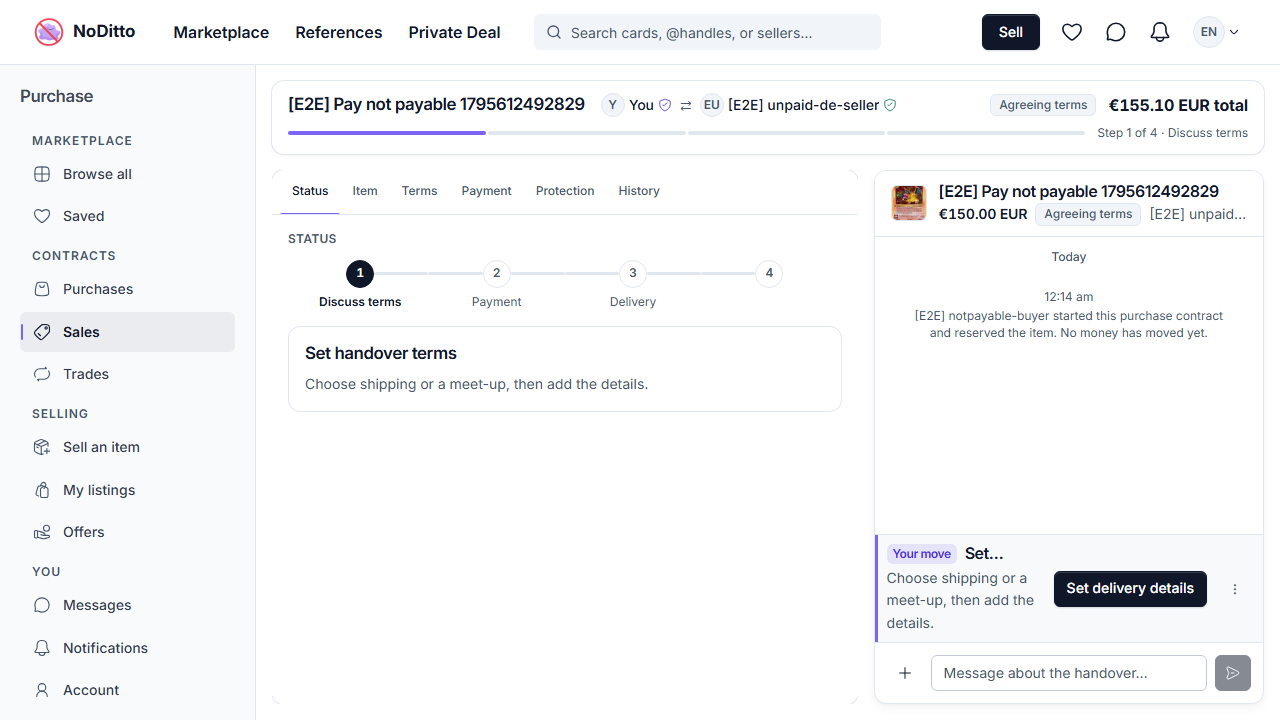 NoDitto
Marketplace
References
Private Deal
Search cards, @handles, or sellers...
Sell
EN
Purchase
MARKETPLACE
Browse all
Saved
CONTRACTS
Purchases
Sales
Trades
SELLING
Sell an item
My listings
Offers
YOU
Messages
Notifications
Account
[E2E] Pay not payable 1795612492829
Y You
EU [E2E] unpaid-de-seller
Agreeing terms
€155.10 EUR total
Step 1 of 4 · Discuss terms
Status
Item
Terms
Payment
Protection
History
STATUS
1
2
3
4
Discuss terms
Payment
Delivery
Set handover terms
Choose shipping or a meet-up, then add the details.
[E2E] Pay not payable 1795612492829
€150.00 EUR
Agreeing terms
[E2E] unpaid...
Today
12:14 am
[E2E] notpayable-buyer started this purchase contract
and reserved the item. No money has moved yet.
Your move
Set...
Choose shipping or a
meet-up, then add the
details.
Set delivery details
Message about the handover...